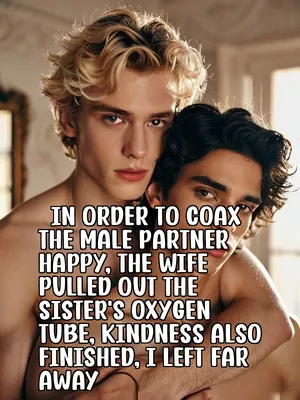 IN ORDER TO COAX
THE MALE PARTNER
HAPPY, THE WIFE
PULLED OUT THE
SISTER'S OXYGEN
TUBE, KINDNESS ALSO
FINISHED, I LEFT FAR
AWAY